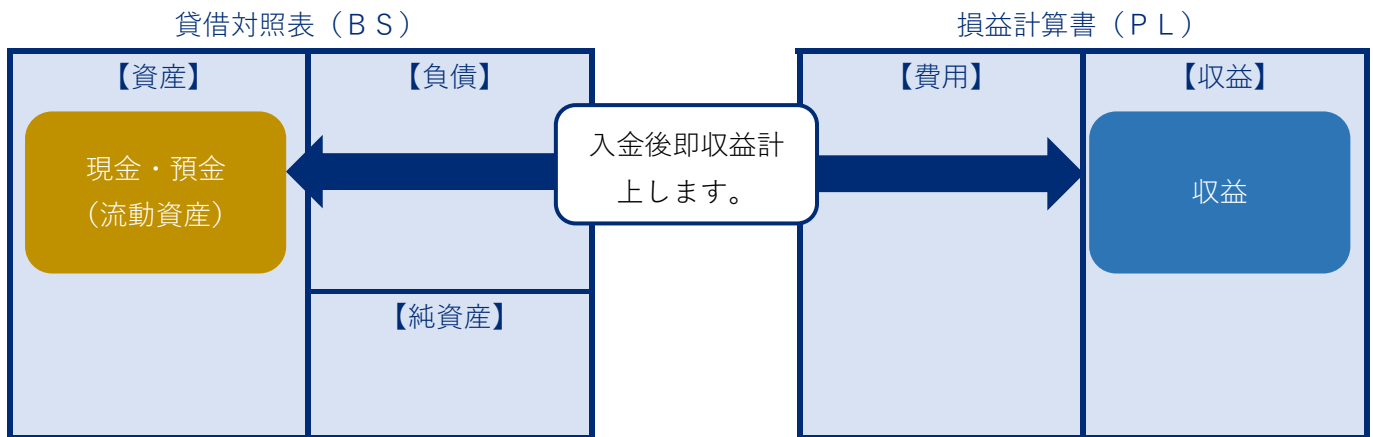 貸借対照表（ＢＳ）
損益計算書（ＰＬ）
【資産】
【負債】
【費用】
【収益】
現金・預金
（流動資産）
入金後即収益計
上します。
収益
【純資産】